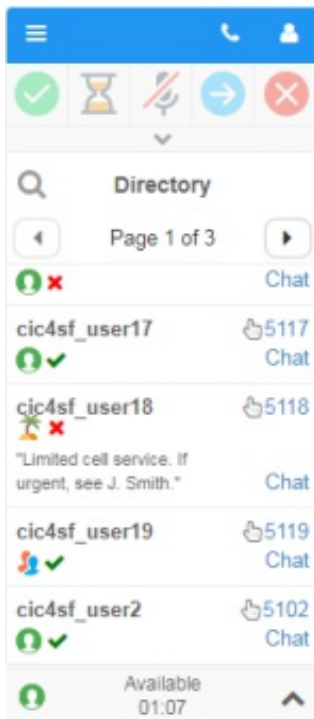 Directory
Page 1 of 3
Chat
cic4sf_user17 5117
Chat
cic4sf_user18 5118
"Limited cell service. If
urgent, see J. Smith." Chat
cic4sf_user19 5119
Chat
cic4sf_user2 5102
Chat
Available
01:07